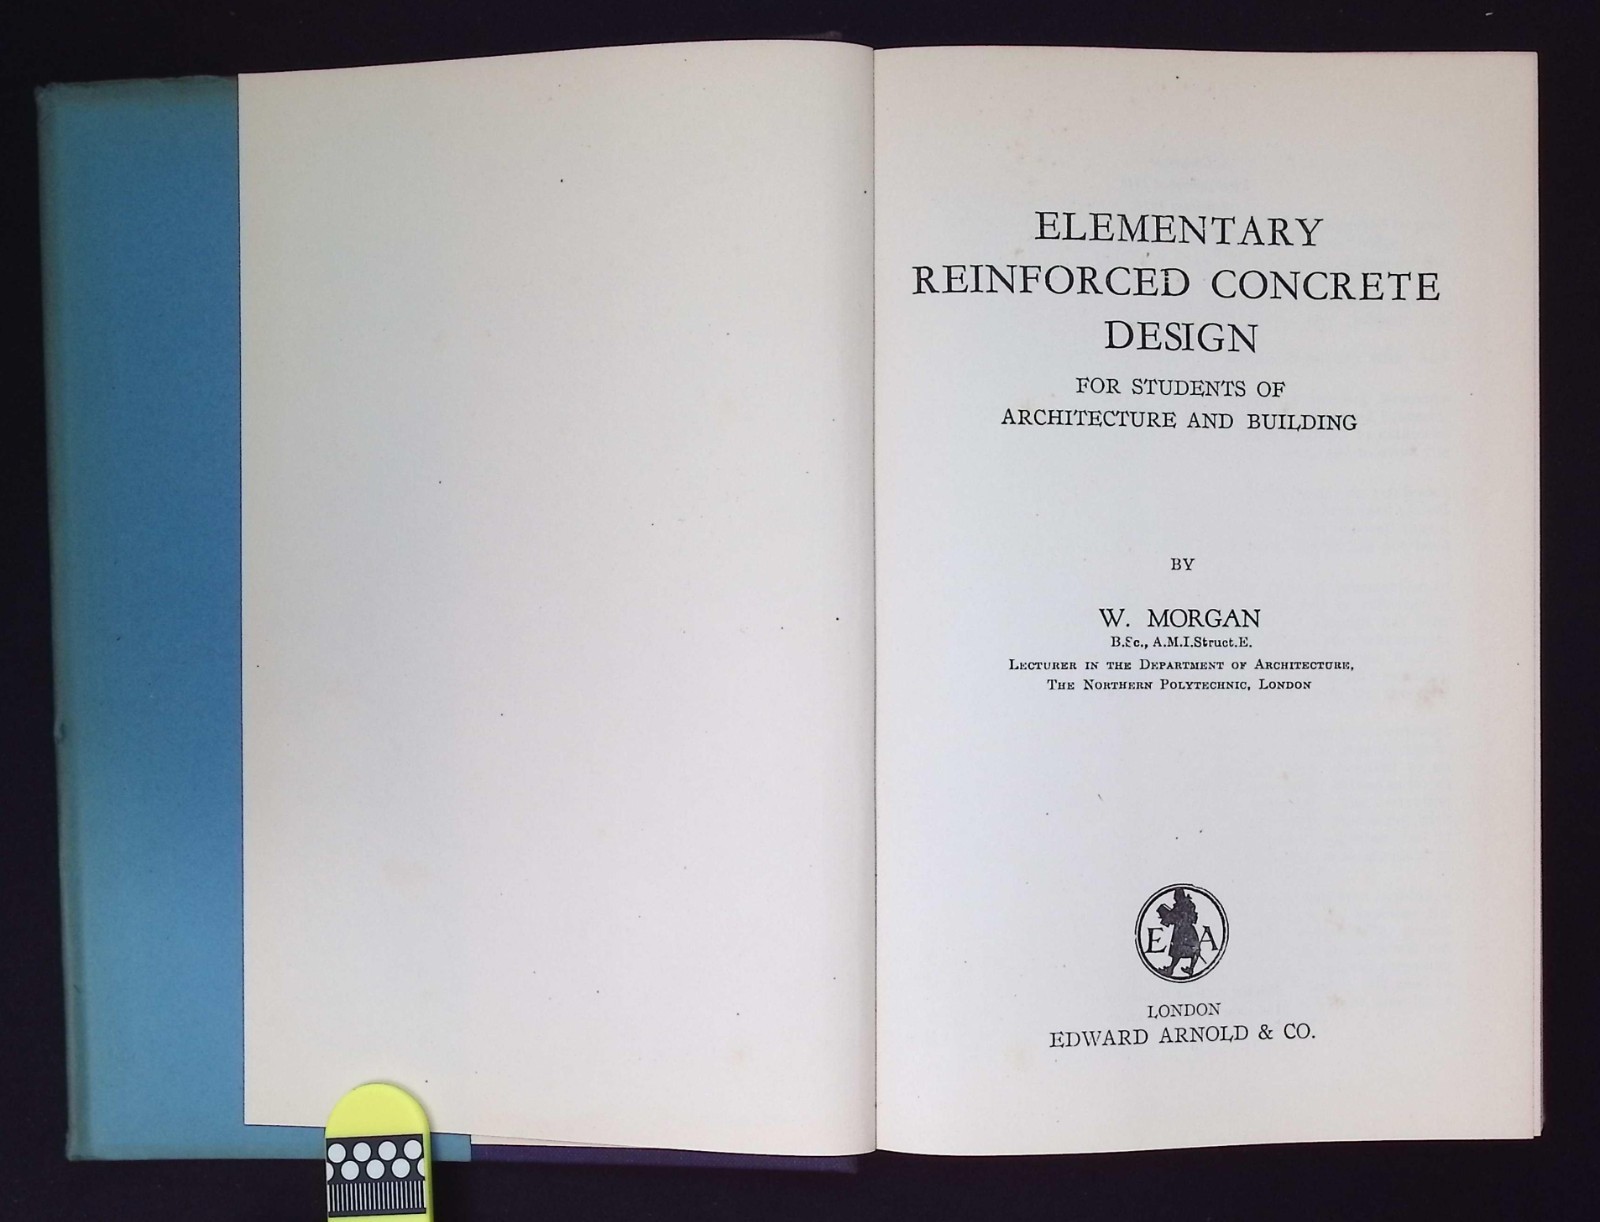 ELEMENTARY
REINFORCED CONCRETE
DESIGN
FOR STUDENTS OF
ARCHITECTURE AND BUILDING
BY
W. MORGAN
B.Sc., A.M.I.Struct.E.
LECTURER IN THE DEPARTMENT OF ARCHITECTURE,
THE NORTHERN POLYTECHNIC, LONDON
E A
LONDON
EDWARD ARNOLD & CO.